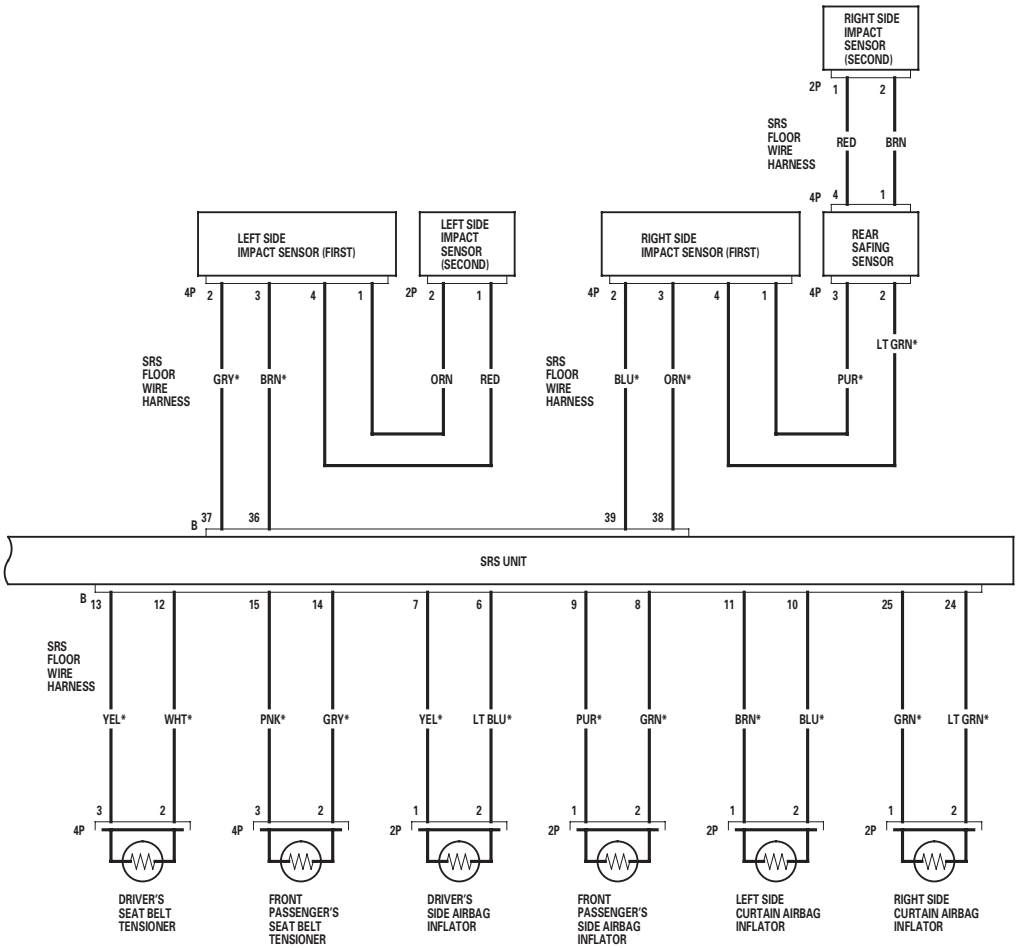 RIGHT SIDE
IMPACT
SENSOR
(SECOND)
2P 1 2
SRS
FLOOR
WIRE
HARNESS
RED BRN
4P 4 1
LEFT SIDE
IMPACT SENSOR (FIRST)
LEFT SIDE
IMPACT
SENSOR
(SECOND)
RIGHT SIDE
IMPACT SENSOR (FIRST)
REAR
SAFING
SENSOR
4P 2 3 4 1 2P 2 1 4P 2 3 4 1 4P 3 2
LT GRN*
SRS
FLOOR
WIRE
HARNESS
GRY* BRN* ORN RED
SRS
FLOOR
WIRE
HARNESS
BLU* ORN* PUR*
B 37 36 39 38
SRS UNIT
B 13 12 15 14 7 6 9 8 11 10 25 24
SRS
FLOOR
WIRE
HARNESS
YEL* WHT* PNK* GRY* YEL* LT BLU* PUR* GRN* BRN* BLU* GRN* LT GRN*
3 2 3 2 1 2 1 2 1 2 1 2
4P 4P 2P 2P 2P 2P
DRIVER'S
SEAT BELT
TENSIONER
FRONT
PASSENGER'S
SEAT BELT
TENSIONER
DRIVER'S
SIDE AIRBAG
INFLATOR
FRONT
PASSENGER'S
SIDE AIRBAG
INFLATOR
LEFT SIDE
CURTAIN AIRBAG
INFLATOR
RIGHT SIDE
CURTAIN AIRBAG
INFLATOR